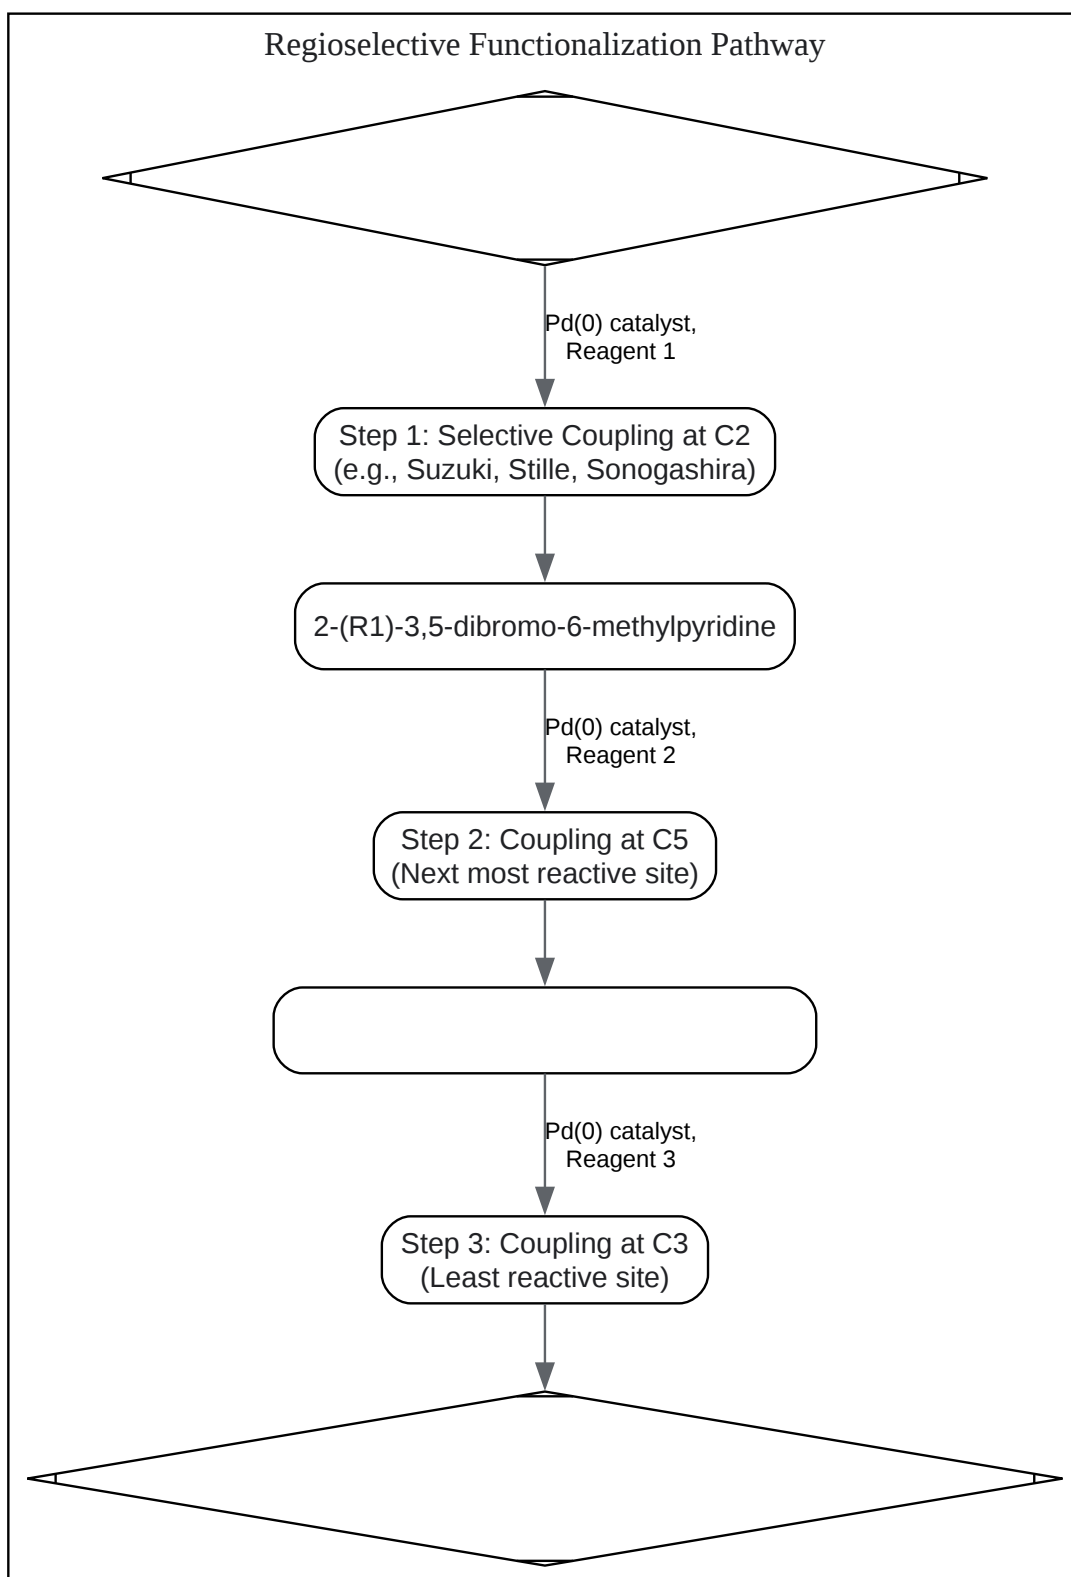 Regioselective Functionalization Pathway
Pd(0) catalyst,
Reagent 1
Step 1: Selective Coupling at C2
(e.g., Suzuki, Stille, Sonogashira)
2-(R1)-3,5-dibromo-6-methylpyridine
Pd(0) catalyst,
Reagent 2
Step 2: Coupling at C5
(Next most reactive site)
Pd(0) catalyst,
Reagent 3
Step 3: Coupling at C3
(Least reactive site)